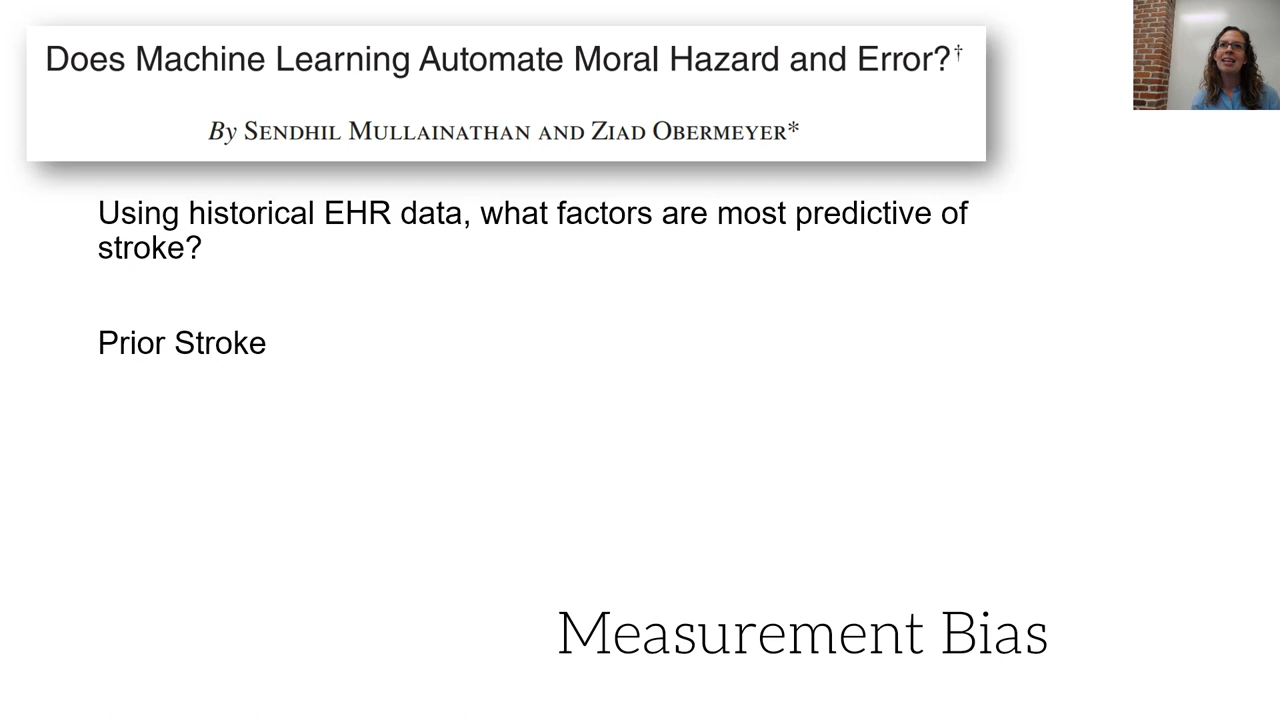 Does Machine Learning Automate Moral Hazard and Error?†
By SENDHIL MULLAINATHAN AND ZIAD OBERMEYER*
Using historical EHR data, what factors are most predictive of
stroke?
Prior Stroke
Measurement Bias